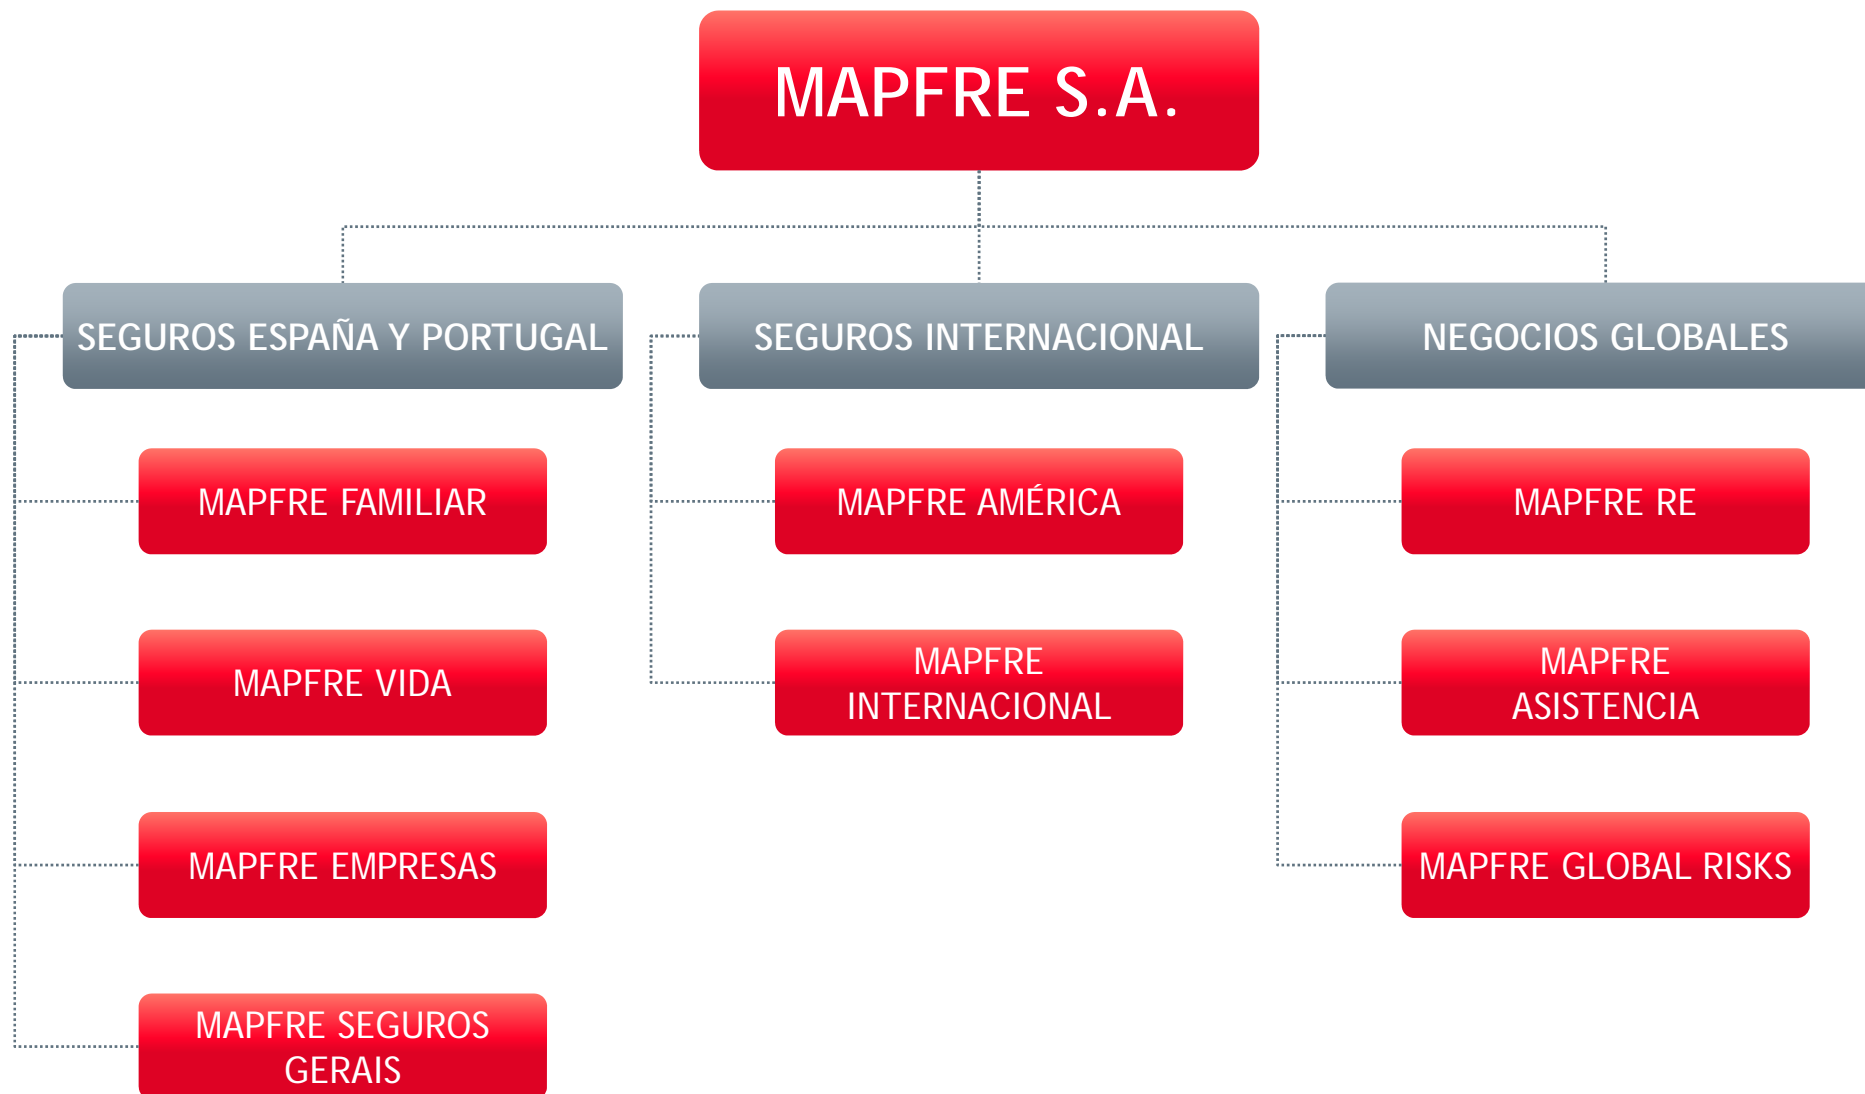 MAPFRE S.A.
SEGUROS ESPAÑA Y PORTUGAL
MAPFRE FAMILIAR
MAPFRE VIDA
MAPFRE EMPRESAS
MAPFRE SEGUROS
GERAIS
SEGUROS INTERNACIONAL
MAPFRE AMÉRICA
MAPFRE
INTERNACIONAL
NEGOCIOS GLOBALES
MAPFRE RE
MAPFRE
ASISTENCIA
MAPFRE GLOBAL RISKS